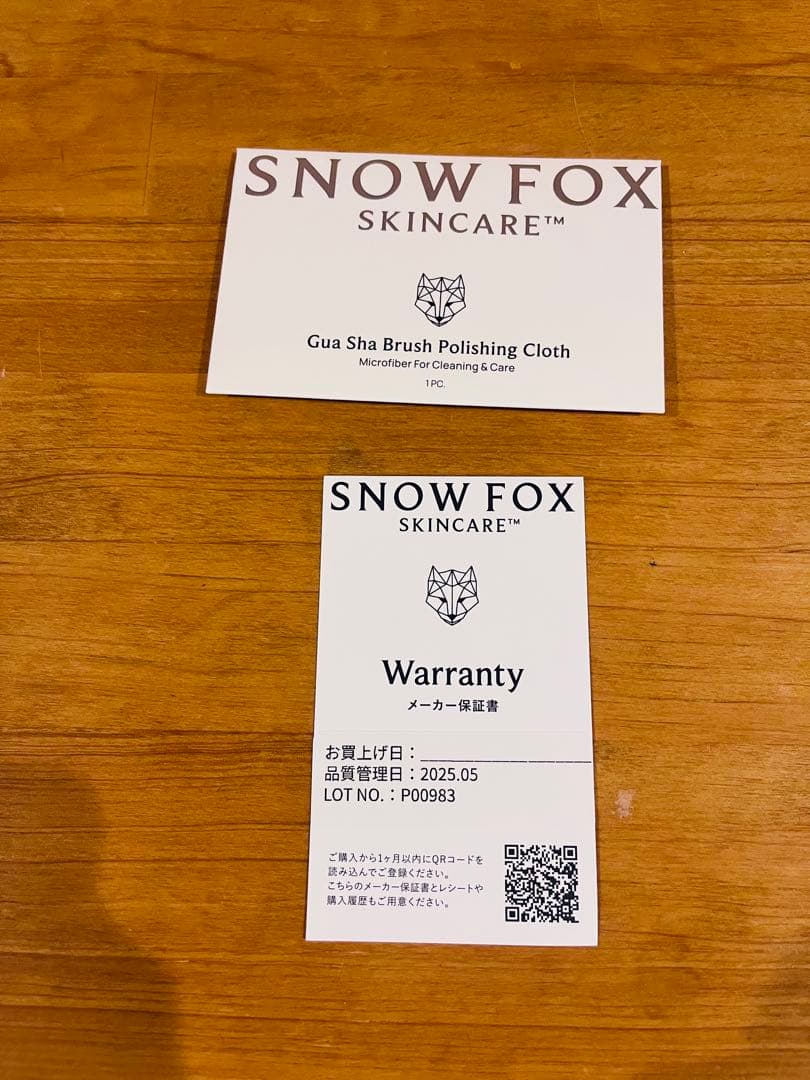 SNOW FOX
SKINCARE™
Gua Sha Brush Polishing Cloth
Microfiber For Cleaning & Care
1 PC.
SNOW FOX
SKINCARE™
Warranty
メーカー保証書
お買上げ日：____________________
品質管理日：2025.05
LOT NO.：P00983
ご購入から1ヶ月以内にQRコードを
読み込んでご登録ください。
こちらのメーカー保証書とレシートや
購入履歴もご用意ください。